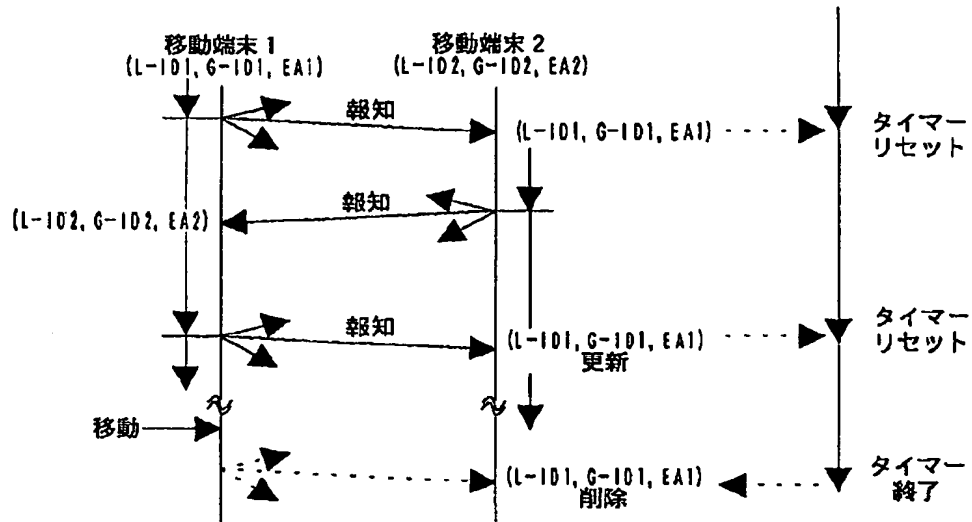 移動端末1
(L-ID1, G-ID1, EA1)
移動端末2
(L-ID2, G-ID2, EA2)
報知
(L-ID1, G-ID1, EA1)
タイマー
リセット
報知
(L-ID2, G-ID2, EA2)
報知
(L-ID1, G-ID1, EA1)
更新
タイマー
リセット
移動
(L-ID1, G-ID1, EA1)
削除
タイマー
終了